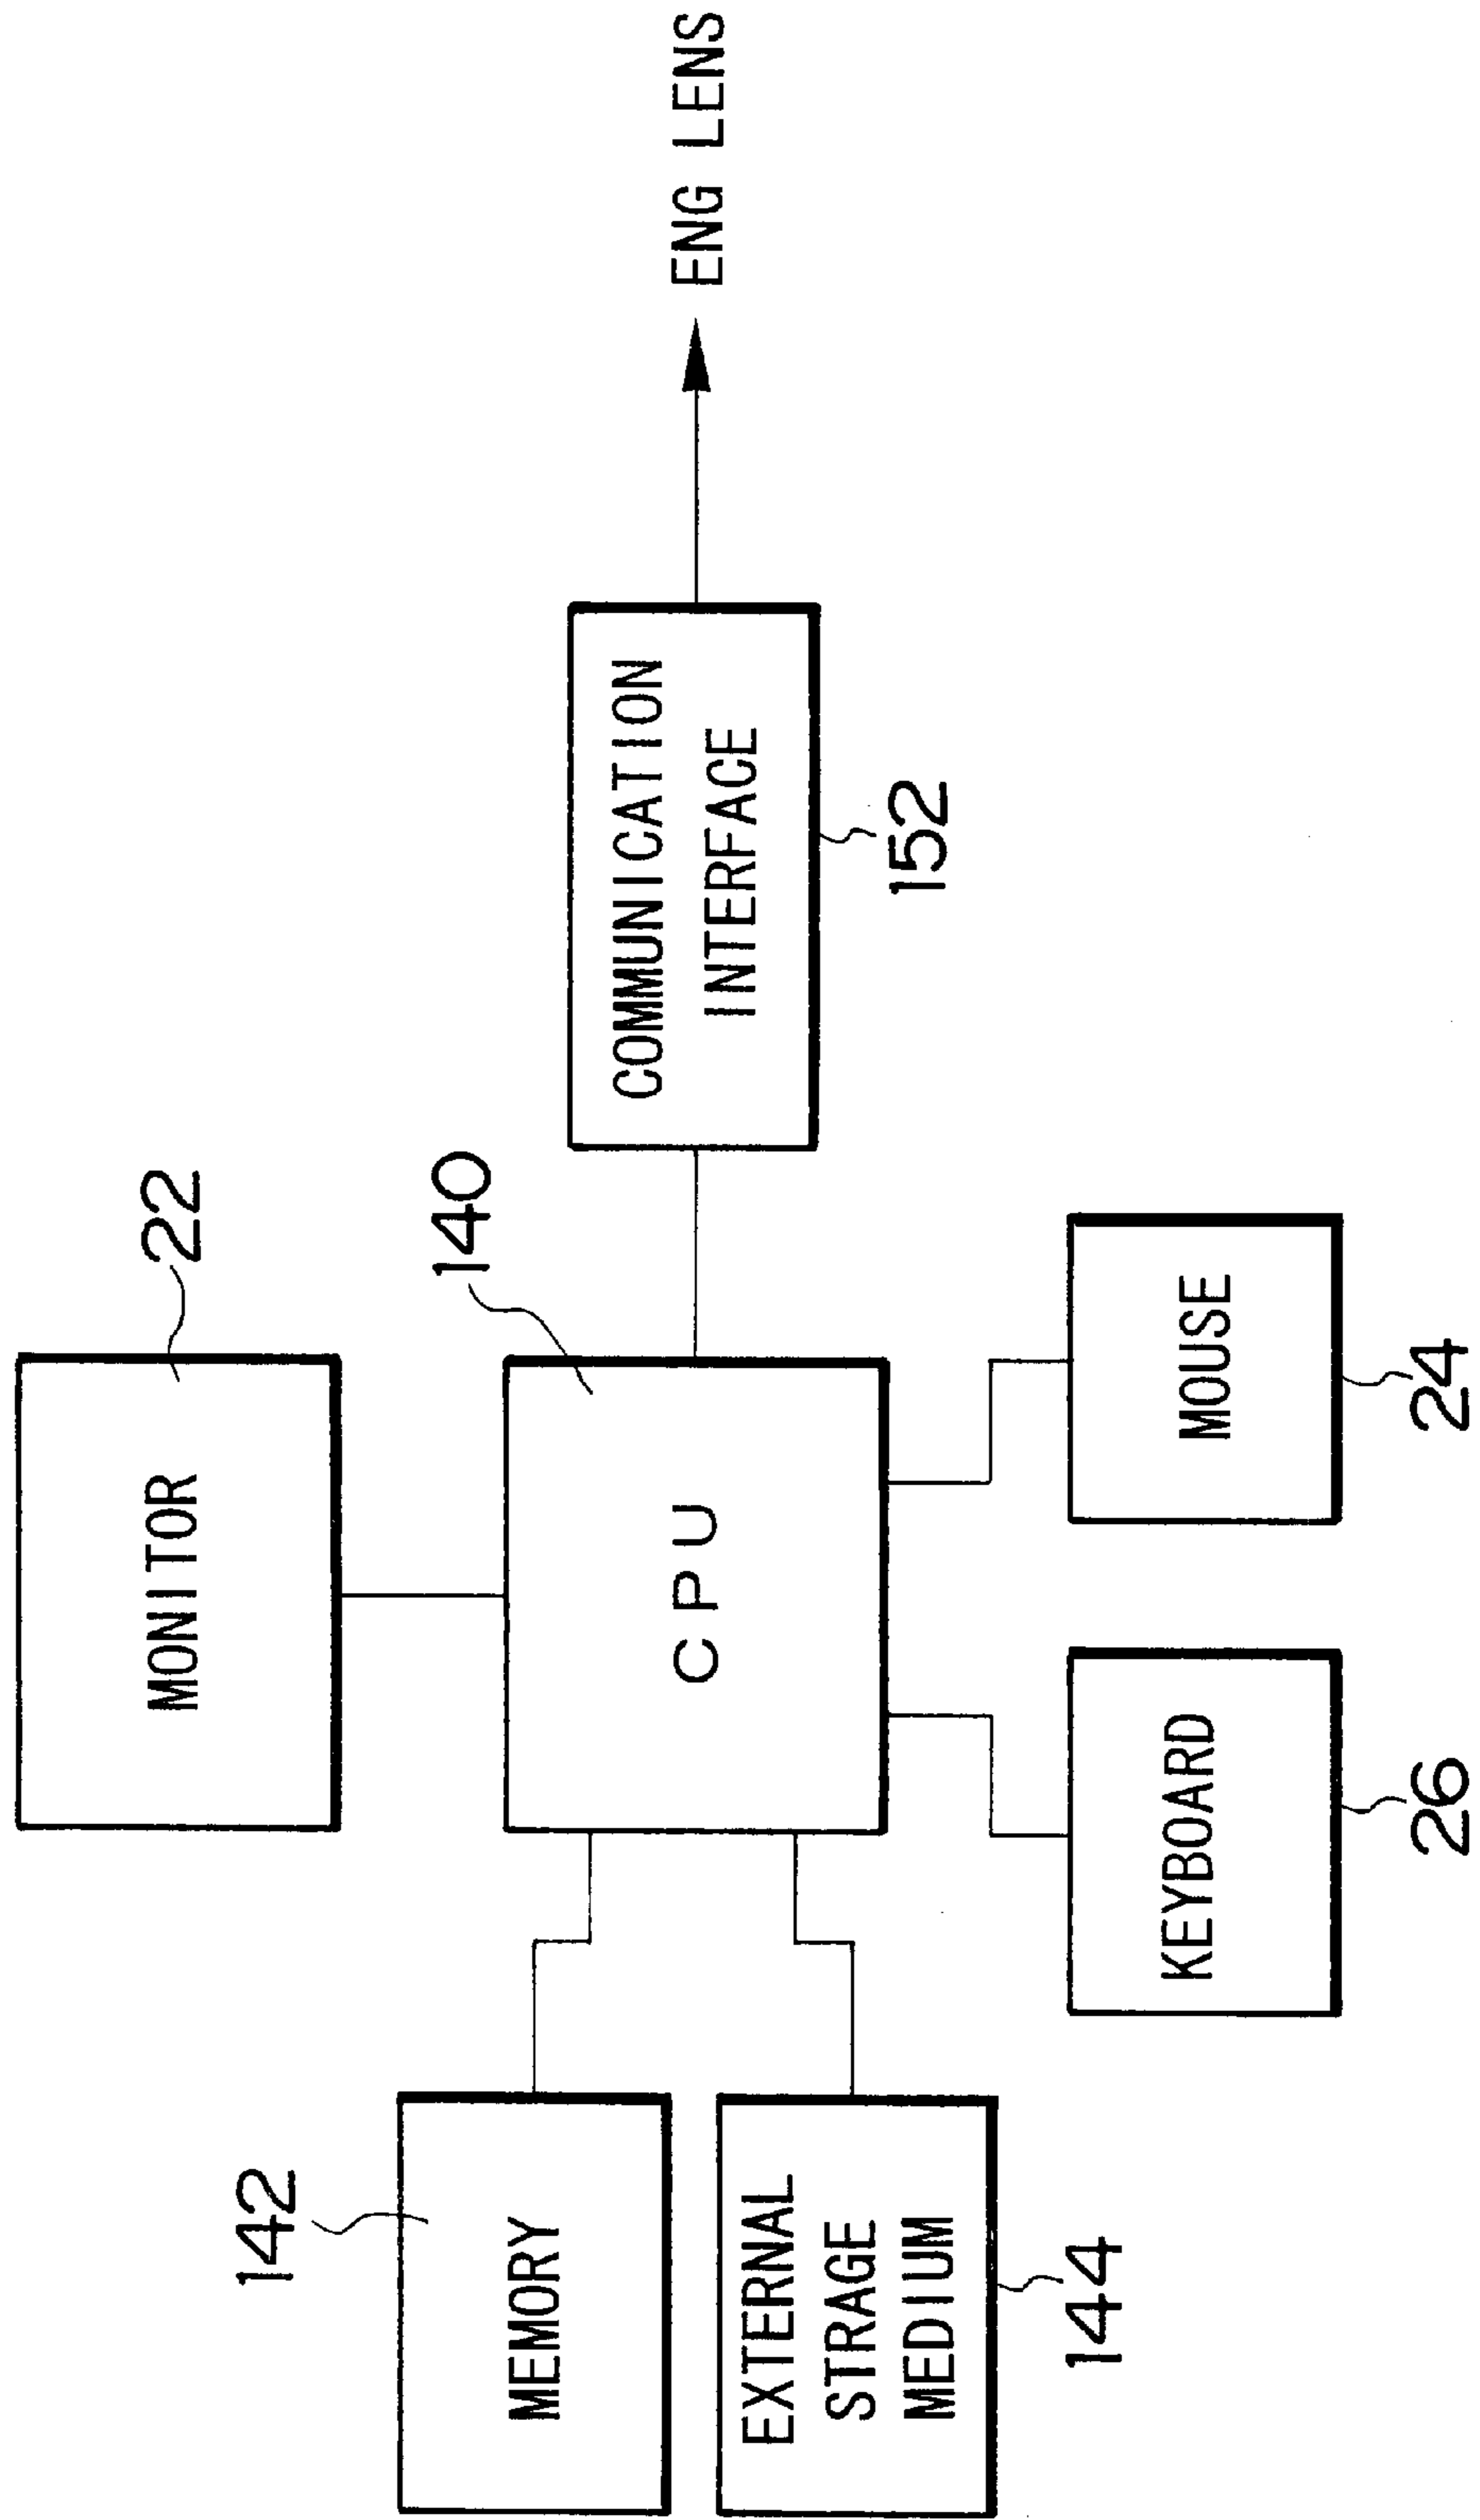 22
MONITOR
140
CPU
142
MEMORY
EXTERNAL
STRAGE
MEDIUM
144
COMMUNICATION
INTERFACE
152
ENG LENS
KEYBOARD
26
MOUSE
24